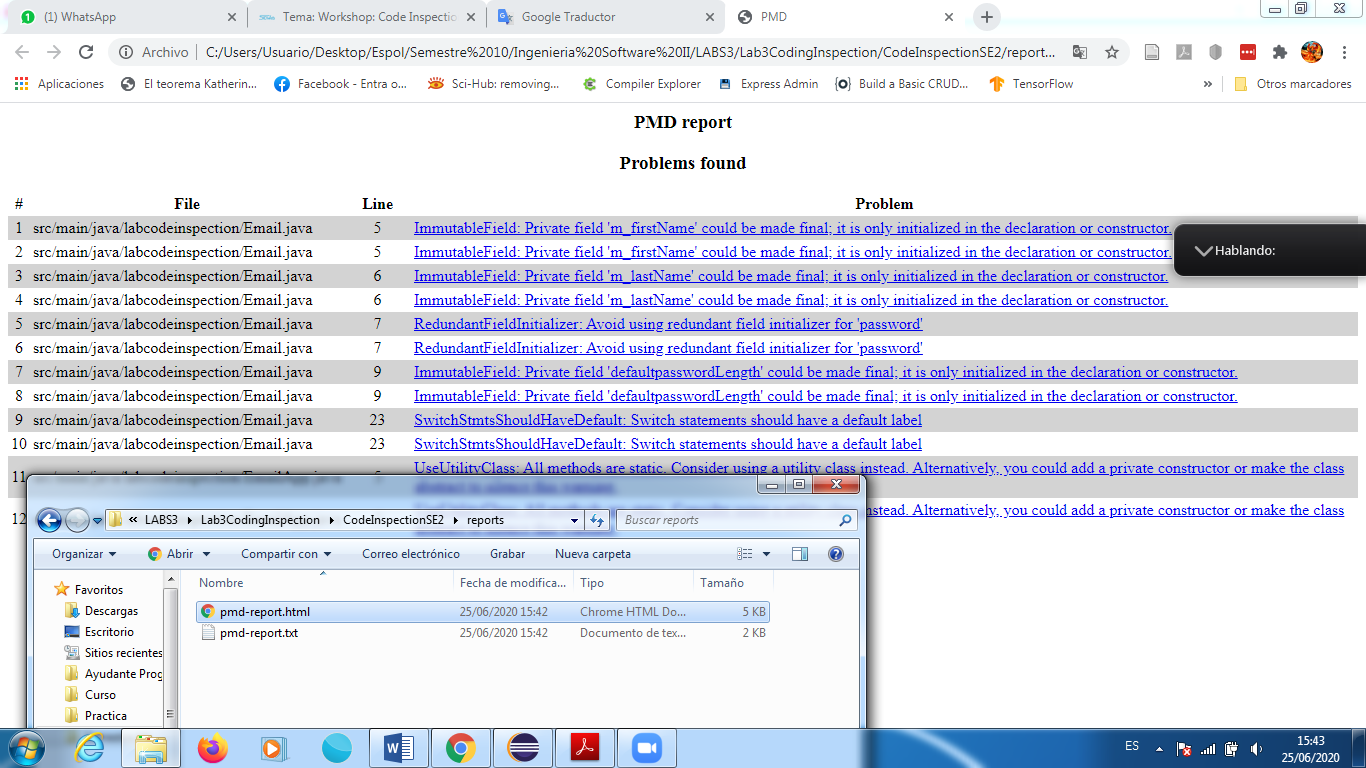 (1) WhatsApp
Tema: Workshop: Code Inspectio
Google Traductor
PMD
Archivo
C:/Users/Usuario/Desktop/Espol/Semestre%2010/Ingenieria%20Software%20II/LABS3/Lab3CodingInspection/CodeInspectionSE2/report...
Aplicaciones
El teorema Katherin...
Facebook - Entra o...
Sci-Hub: removing...
Compiler Explorer
Express Admin
Build a Basic CRUD...
TensorFlow
»
Otros marcadores
PMD report
Problems found
# File Line Problem
1 src/main/java/labcodeinspection/Email.java 5 ImmutableField: Private field 'm_firstName' could be made final; it is only initialized in the declaration or constructor.
2 src/main/java/labcodeinspection/Email.java 5 ImmutableField: Private field 'm_firstName' could be made final; it is only initialized in the declaration or constructor.
Hablando:
3 src/main/java/labcodeinspection/Email.java 6 ImmutableField: Private field 'm_lastName' could be made final; it is only initialized in the declaration or constructor.
4 src/main/java/labcodeinspection/Email.java 6 ImmutableField: Private field 'm_lastName' could be made final; it is only initialized in the declaration or constructor.
5 src/main/java/labcodeinspection/Email.java 7 RedundantFieldInitializer: Avoid using redundant field initializer for 'password'
6 src/main/java/labcodeinspection/Email.java 7 RedundantFieldInitializer: Avoid using redundant field initializer for 'password'
7 src/main/java/labcodeinspection/Email.java 9 ImmutableField: Private field 'defaultpasswordLength' could be made final; it is only initialized in the declaration or constructor.
8 src/main/java/labcodeinspection/Email.java 9 ImmutableField: Private field 'defaultpasswordLength' could be made final; it is only initialized in the declaration or constructor.
9 src/main/java/labcodeinspection/Email.java 23 SwitchStmtsShouldHaveDefault: Switch statements should have a default label
10 src/main/java/labcodeinspection/Email.java 23 SwitchStmtsShouldHaveDefault: Switch statements should have a default label
11 UseUtilityClass: All methods are static. Consider using a utility class instead. Alternatively, you could add a private constructor or make the class
12 instead. Alternatively, you could add a private constructor or make the class
« LABS3 Lab3CodingInspection CodeInspectionSE2 reports
Buscar reports
Organizar
Abrir
Compartir con
Correo electrónico
Grabar
Nueva carpeta
Favoritos
Descargas
Escritorio
Sitios recientes
Ayudante Prog
Curso
Practica
Nombre Fecha de modifica... Tipo Tamaño
pmd-report.html 25/06/2020 15:42 Chrome HTML Do... 5 KB
pmd-report.txt 25/06/2020 15:42 Documento de tex... 2 KB
ES
15:43
25/06/2020